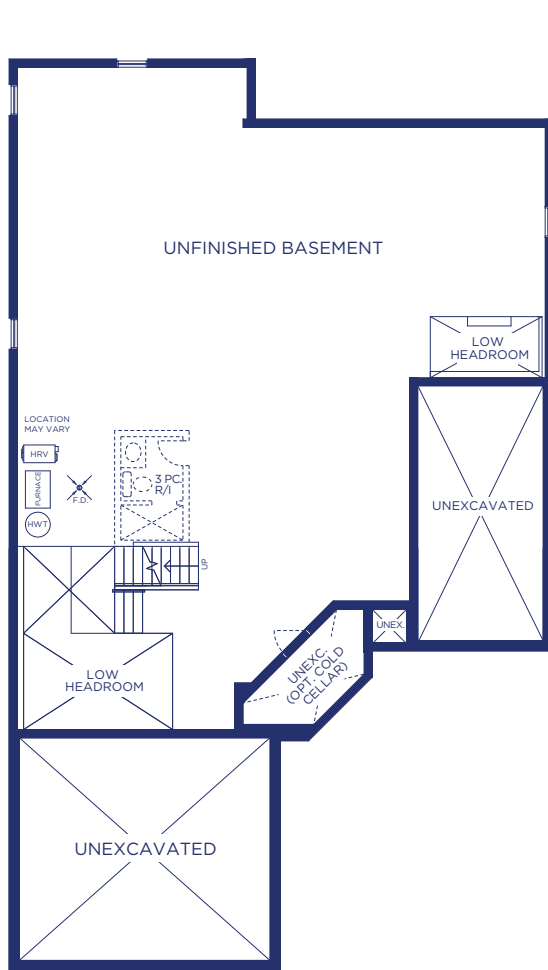 UNFINISHED BASEMENT
LOW
HEADROOM
LOCATION
MAY VARY
HRV
FURNACE
F.D.
HWT
3 PC.
R/I
UP
UNEXCAVATED
UNEX.
UNEXC.
(OPT. COLD
CELLAR)
LOW
HEADROOM
UNEXCAVATED